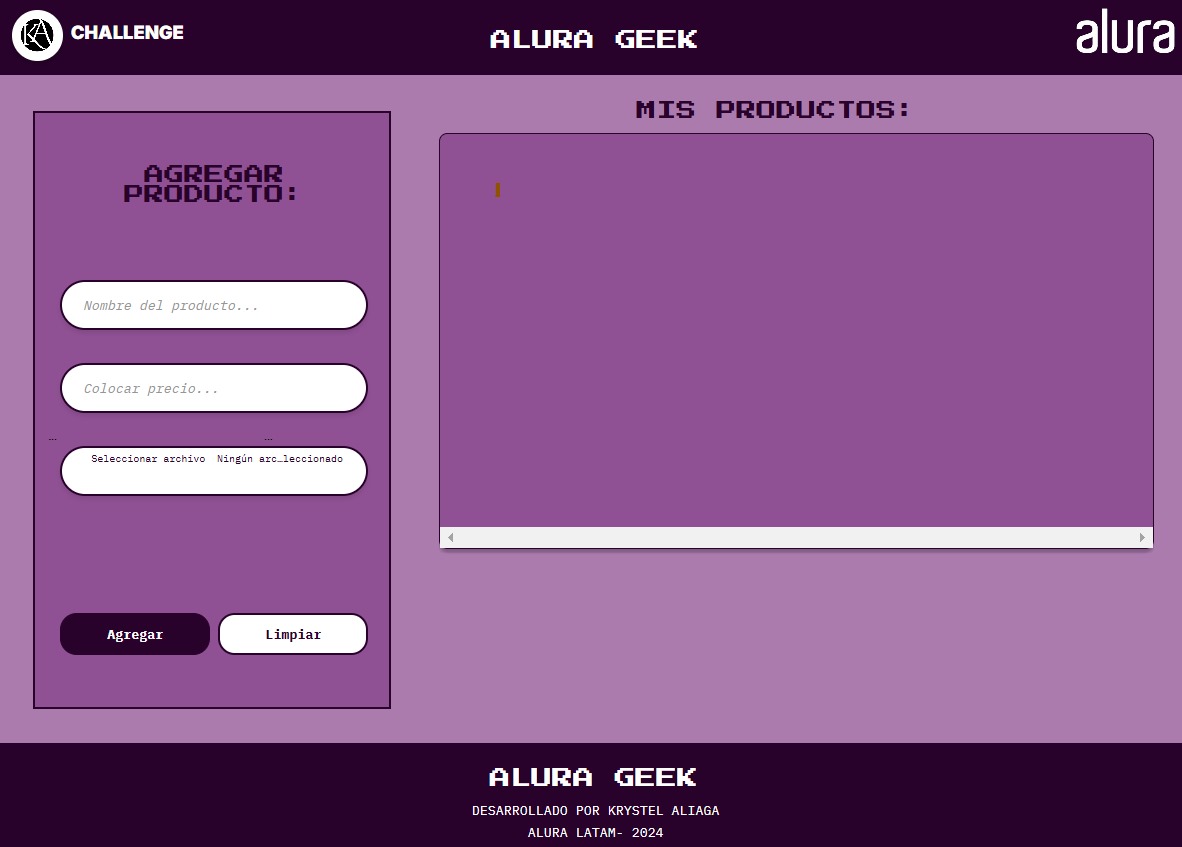 KA CHALLENGE
ALURA GEEK
alura
AGREGAR
PRODUCTO:
Nombre del producto...
Colocar precio...
...
...
Seleccionar archivo Ningún arc…leccionado
Agregar
Limpiar
MIS PRODUCTOS:
ALURA GEEK
DESARROLLADO POR KRYSTEL ALIAGA
ALURA LATAM- 2024